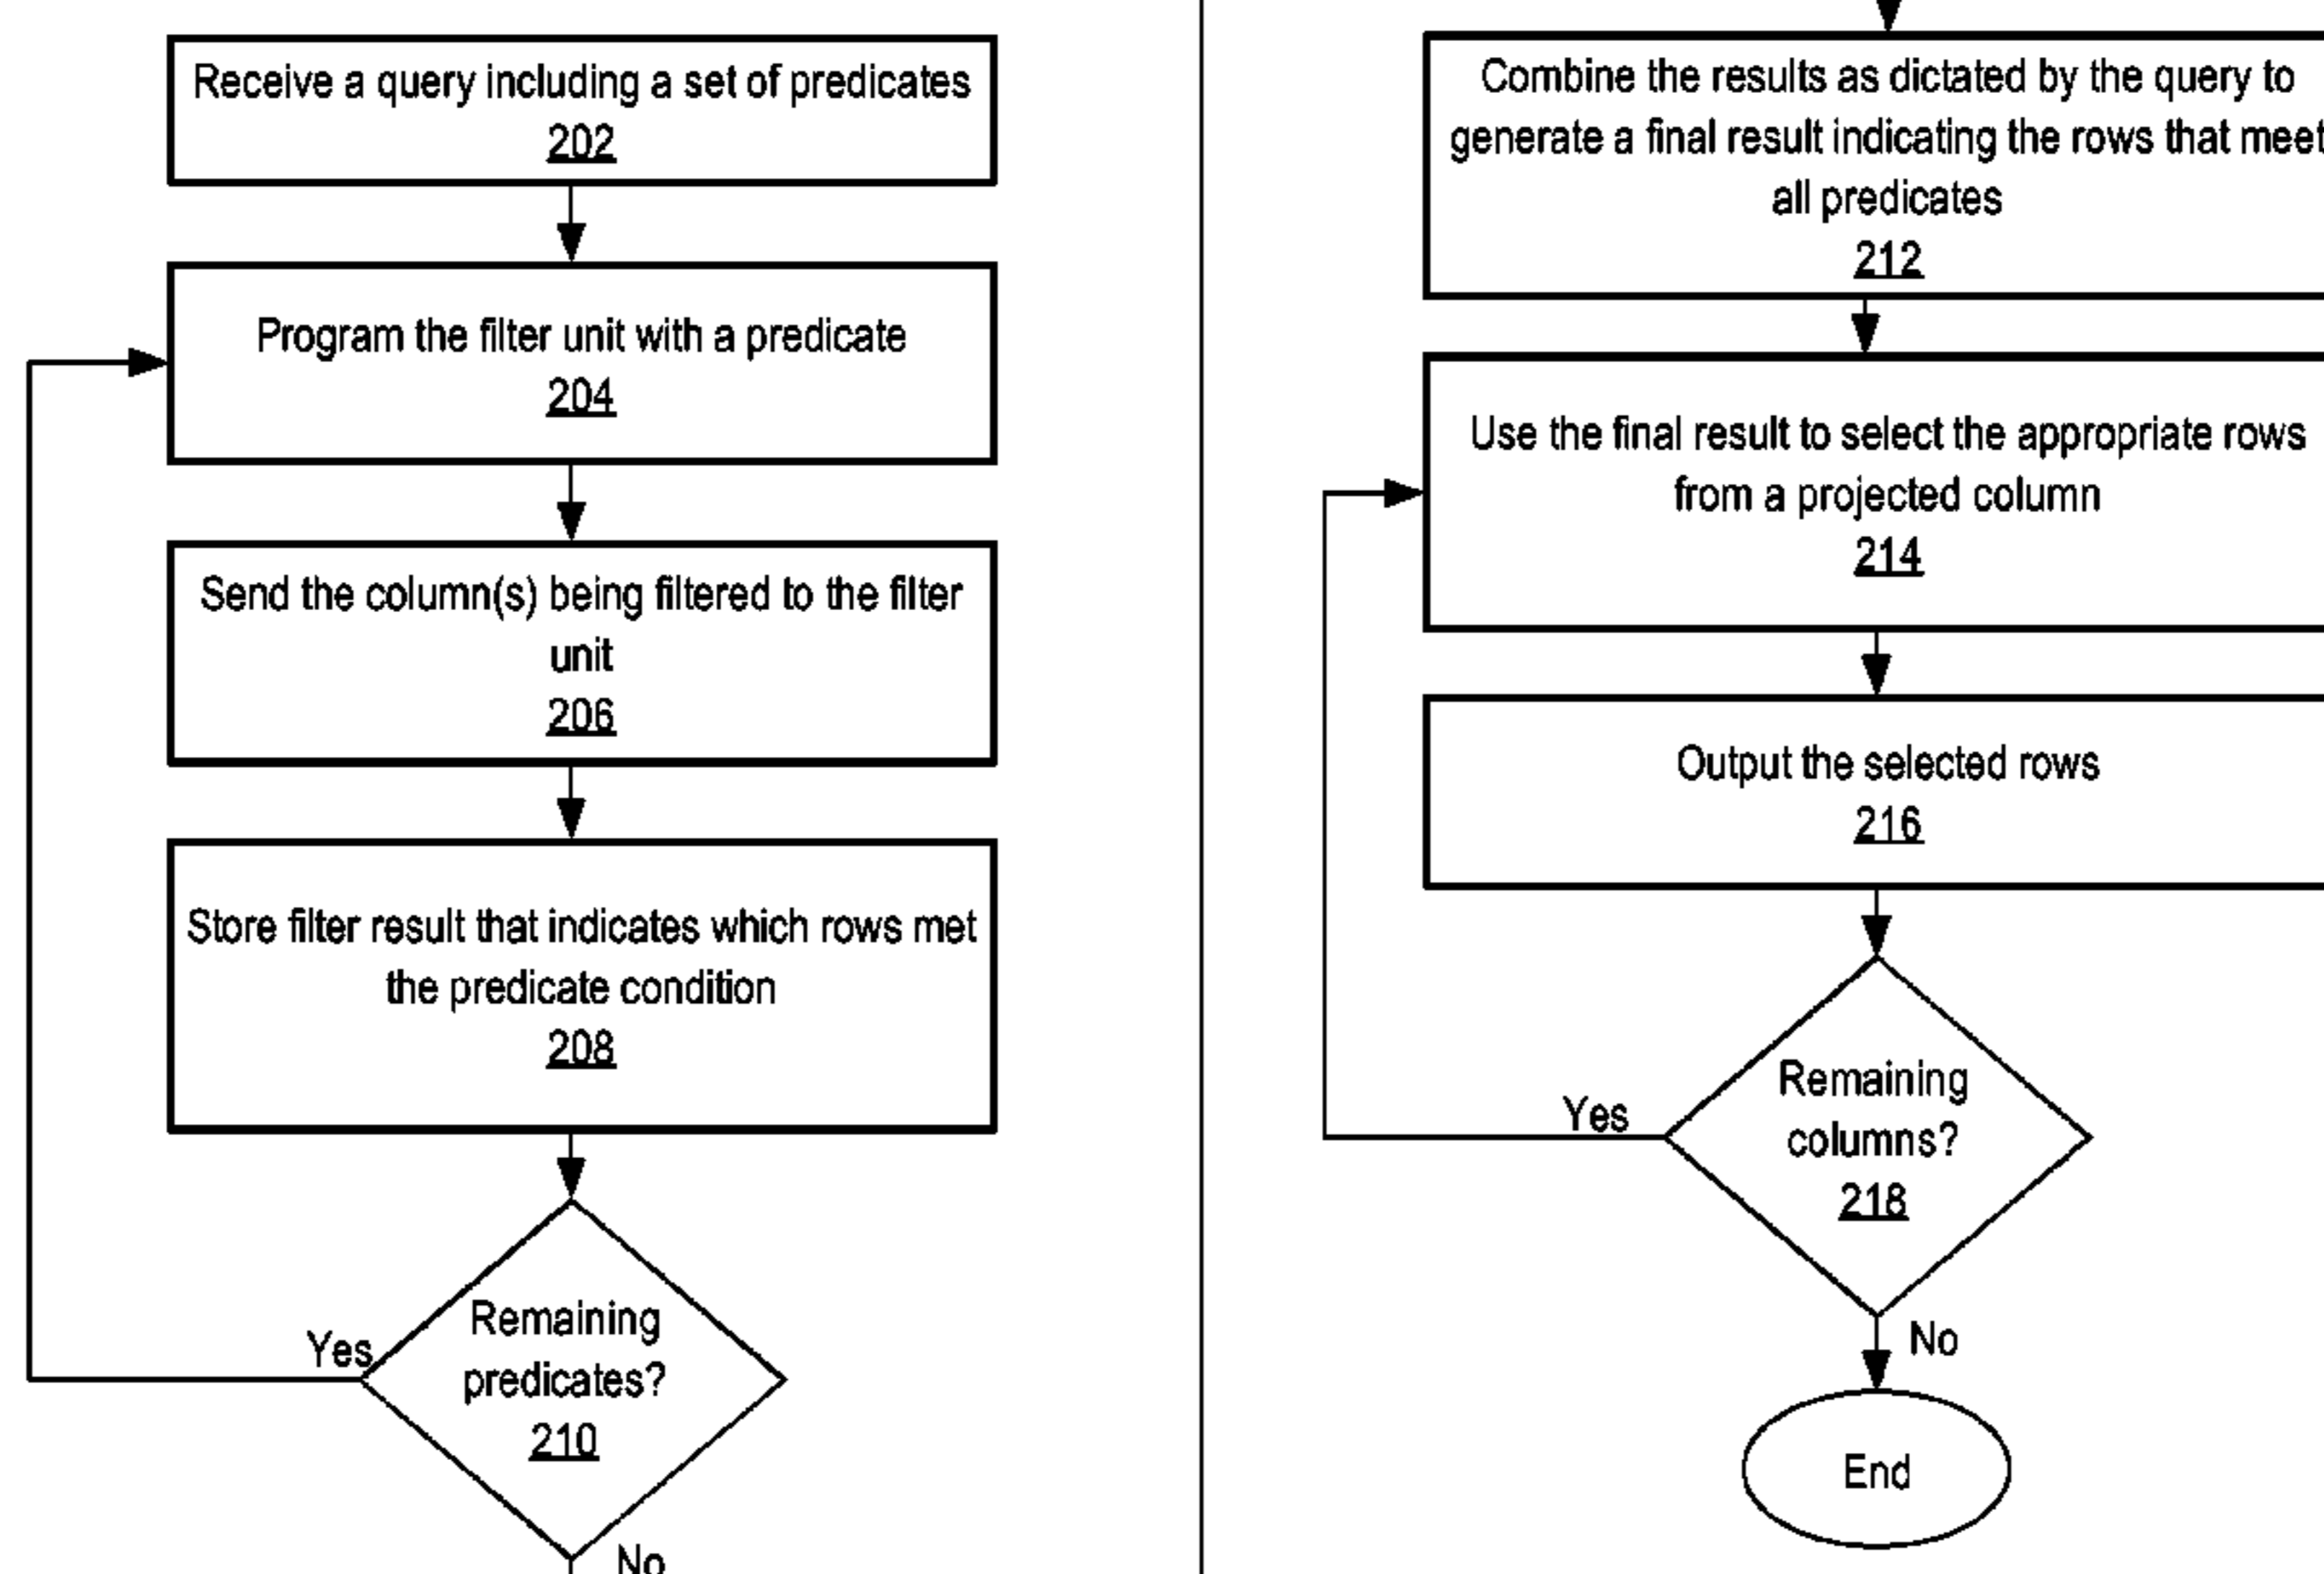 Receive a query including a set of predicates
202
Program the filter unit with a predicate
204
Send the column(s) being filtered to the filter
unit
206
Store filter result that indicates which rows met
the predicate condition
208
Yes
Remaining
predicates?
210
No
Combine the results as dictated by the query to
generate a final result indicating the rows that meet
all predicates
212
Use the final result to select the appropriate rows
from a projected column
214
Output the selected rows
216
Yes
Remaining
columns?
218
No
End